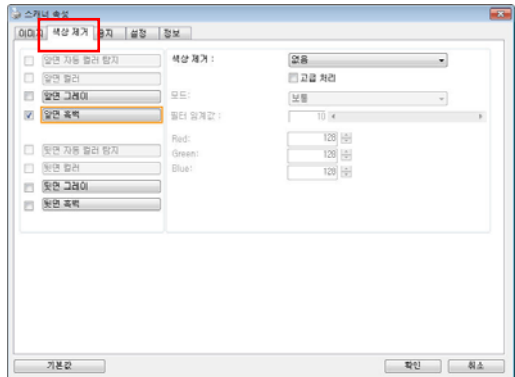 스캐너 속성
이미지 색상 제거 용지 설정 정보
앞면 자동 컬러 탐지
앞면 컬러
앞면 그레이
앞면 흑백
뒷면 자동 컬러 탐지
뒷면 컬러
뒷면 그레이
뒷면 흑백
색상 제거 : 없음
고급 처리
모드: 보통
필터 임계값 : 10
Red: 128
Green: 128
Blue: 128
기본값 확인 취소